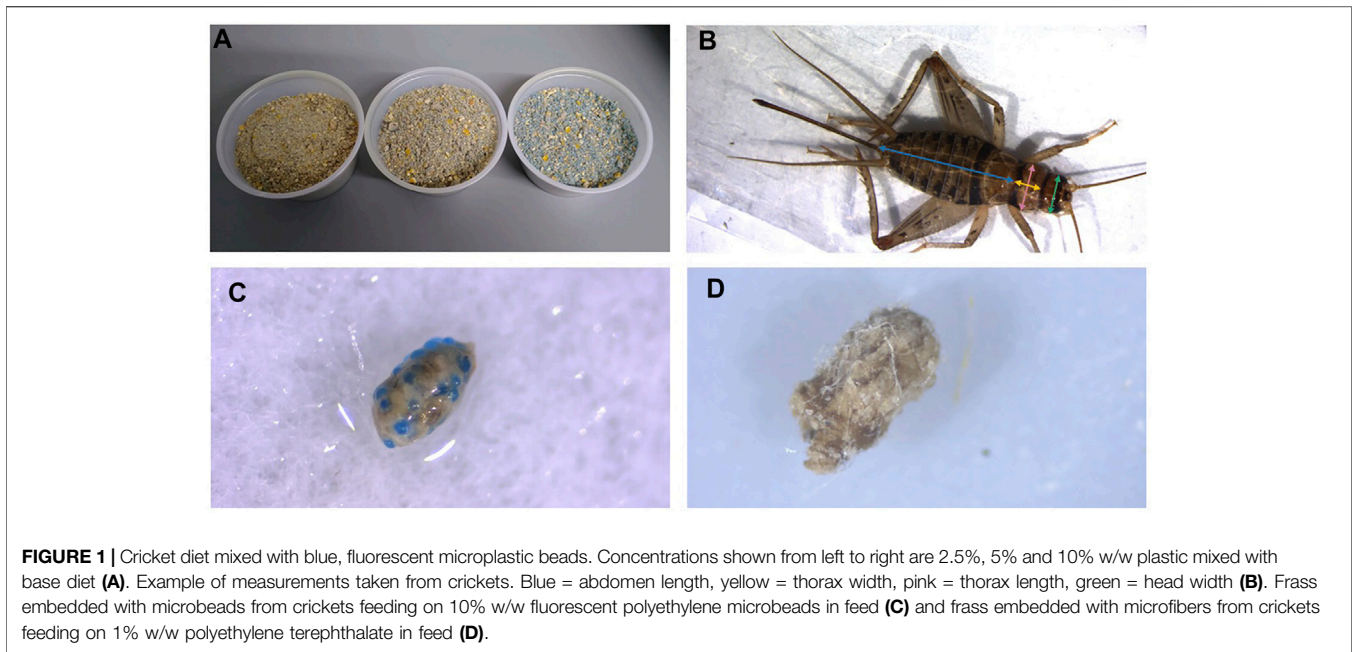 A
B
C
D
FIGURE 1 | Cricket diet mixed with blue, fluorescent microplastic beads. Concentrations shown from left to right are 2.5%, 5% and 10% w/w plastic mixed with
base diet (A). Example of measurements taken from crickets. Blue = abdomen length, yellow = thorax width, pink = thorax length, green = head width (B). Frass
embedded with microbeads from crickets feeding on 10% w/w fluorescent polyethylene microbeads in feed (C) and frass embedded with microfibers from crickets
feeding on 1% w/w polyethylene terephthalate in feed (D).